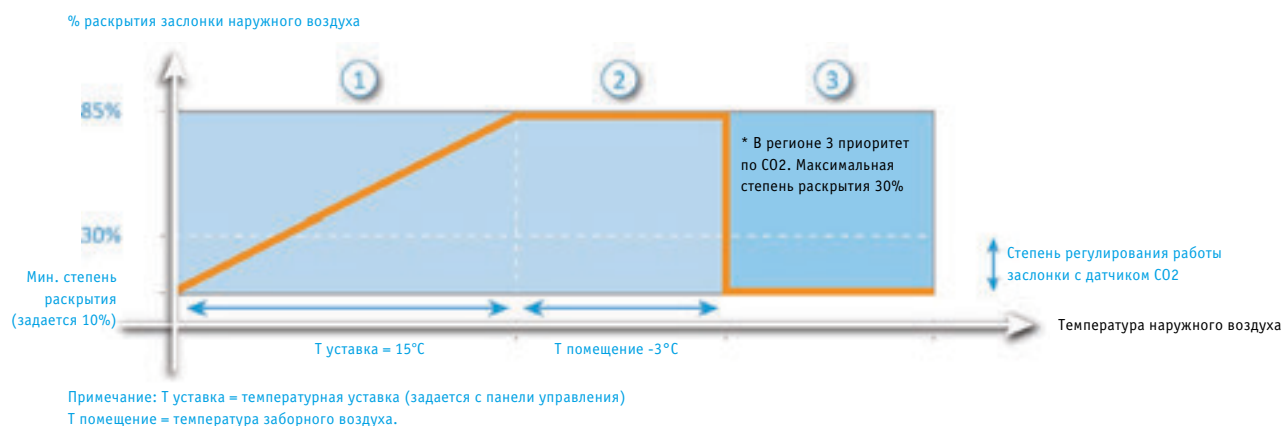 % раскрытия заслонки наружного воздуха
1 2 3
85%
* В регионе 3 приоритет
по CO2. Максимальная
степень раскрытия 30%
30%
Степень регулирования работы
заслонки с датчиком CO2
Мин. степень
раскрытия
(задается 10%)
Температура наружного воздуха
Т уставка = 15°C
Т помещение -3°C
Примечание: Т уставка = температурная уставка (задается с панели управления)
Т помещение = температура заборного воздуха.